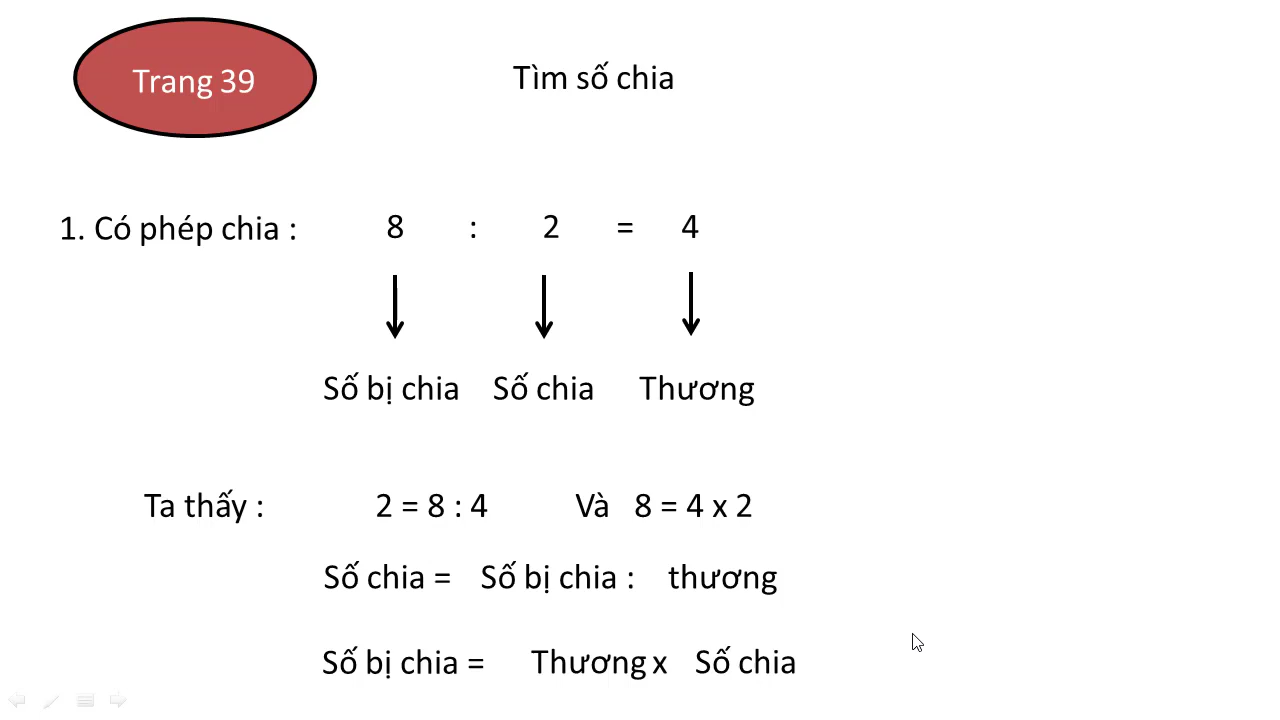 Trang 39
Tìm số chia
1. Có phép chia : 8 : 2 = 4
Số bị chia Số chia Thương
Ta thấy : 2 = 8 : 4 Và 8 = 4 x 2
Số chia = Số bị chia : thương
Số bị chia = Thương x Số chia